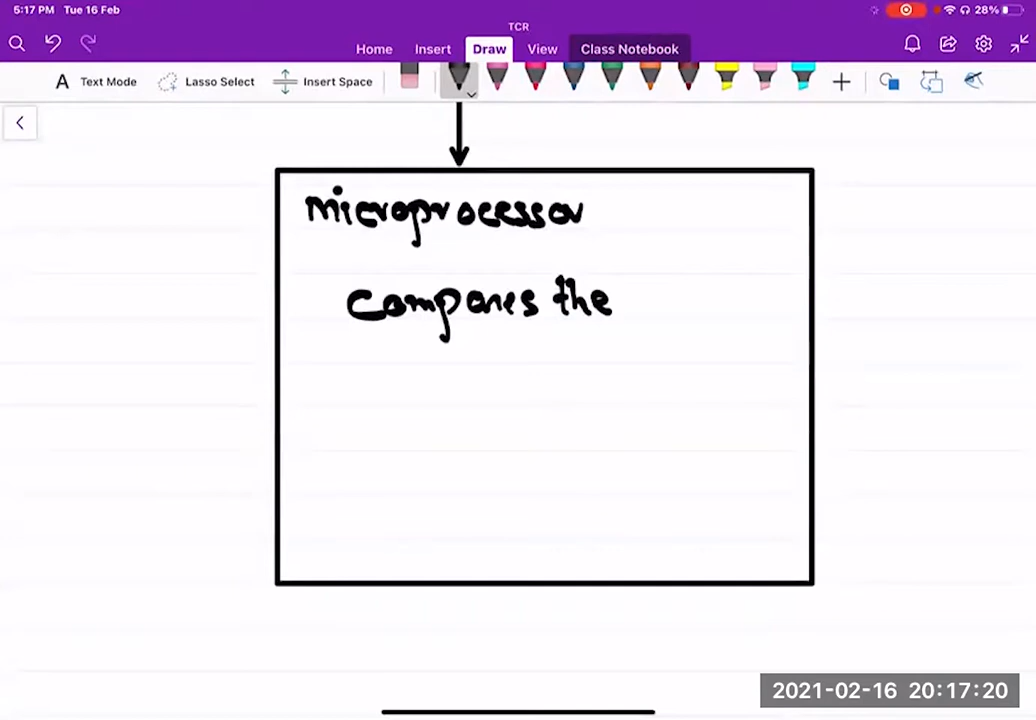 5:17 PM Tue 16 Feb
28%
TCR
Home Insert Draw View Class Notebook
A Text Mode Lasso Select Insert Space
microprocessor
compares the
2021-02-16 20:17:20